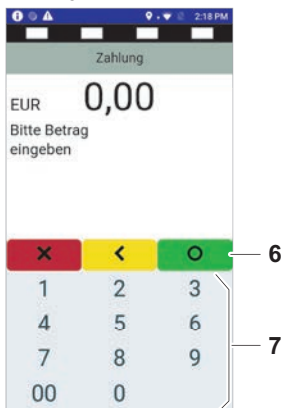 2:18 PM
Zahlung
EUR 0,00
Bitte Betrag
eingeben
6
1 2 3
4 5 6
7 8 9
7
00 0